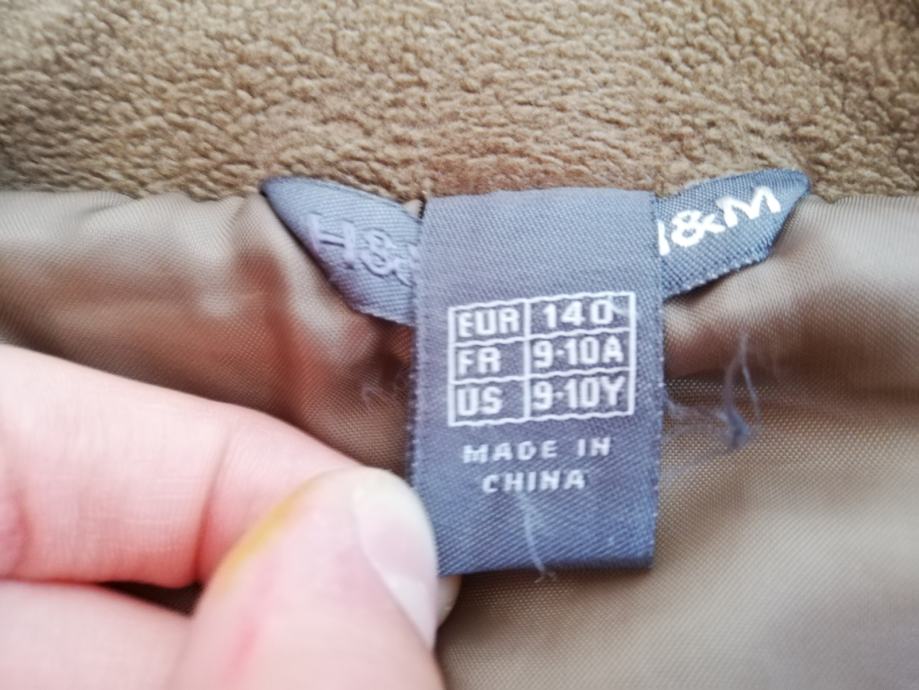 H&
&M
EUR 140
FR 9-10A
US 9-10Y
MADE IN
CHINA